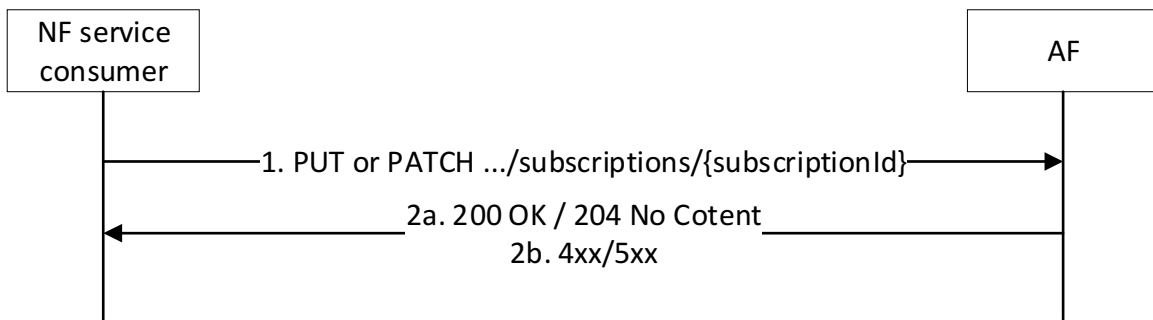 NF service
consumer
AF
1. PUT or PATCH .../subscriptions/{subscriptionId}
2a. 200 OK / 204 No Cotent
2b. 4xx/5xx